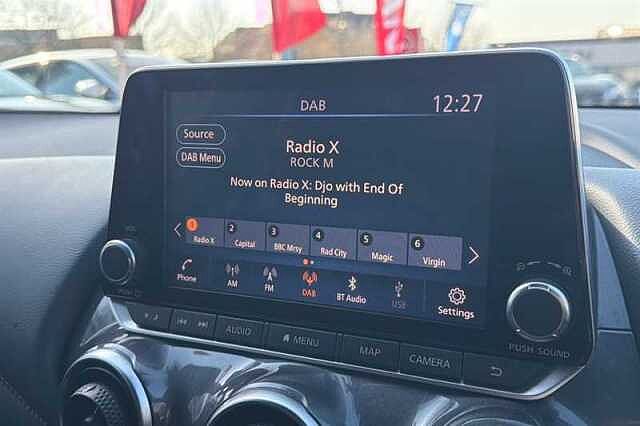 DAB
12:27
Source
DAB Menu
Radio X
ROCK M
Now on Radio X: Djo with End Of
Beginning
1 Radio X
2 Capital
3 BBC Mrsy
4 Rad City
5 Magic
6 Virgin
Phone
AM
FM
DAB
BT Audio
USB
Settings
VOL
AUDIO
MENU
MAP
CAMERA
PUSH SOUND